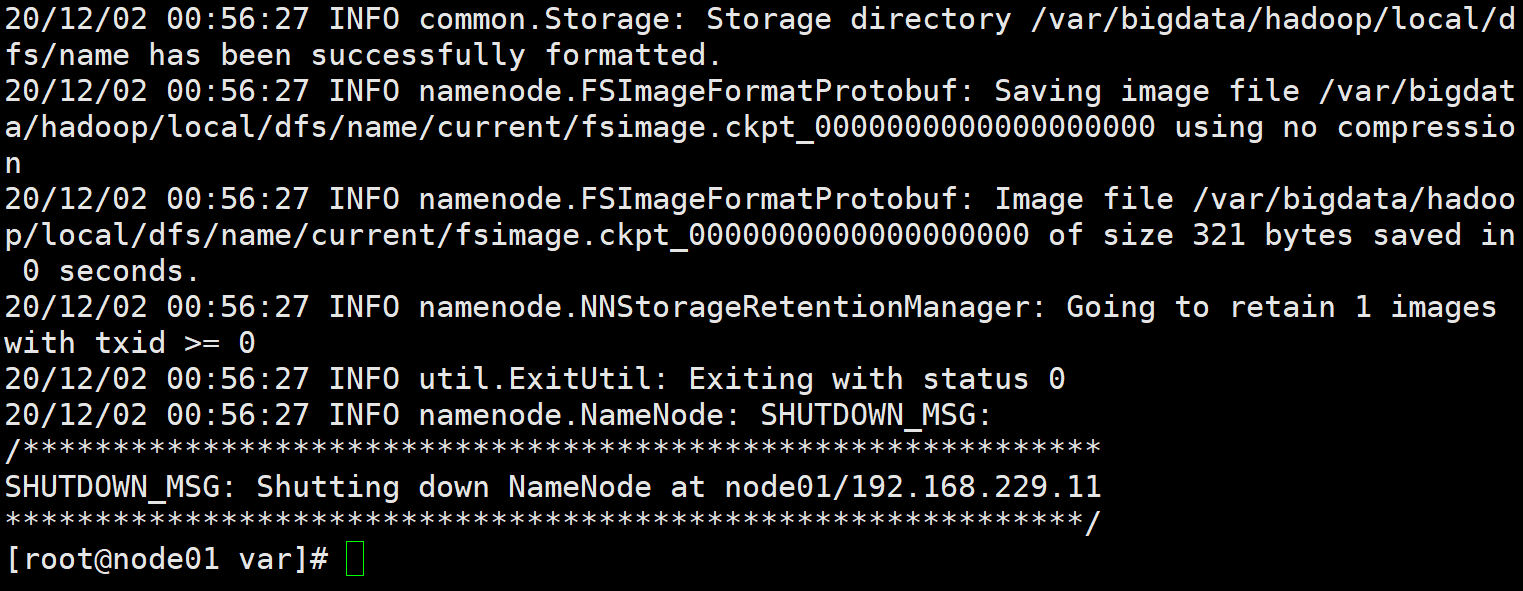 20/12/02 00:56:27 INFO common.Storage: Storage directory /var/bigdata/hadoop/local/d
fs/name has been successfully formatted.
20/12/02 00:56:27 INFO namenode.FSImageFormatProtobuf: Saving image file /var/bigdat
a/hadoop/local/dfs/name/current/fsimage.ckpt_0000000000000000000 using no compressio
n
20/12/02 00:56:27 INFO namenode.FSImageFormatProtobuf: Image file /var/bigdata/hadoo
p/local/dfs/name/current/fsimage.ckpt_0000000000000000000 of size 321 bytes saved in
 0 seconds.
20/12/02 00:56:27 INFO namenode.NNStorageRetentionManager: Going to retain 1 images
with txid >= 0
20/12/02 00:56:27 INFO util.ExitUtil: Exiting with status 0
20/12/02 00:56:27 INFO namenode.NameNode: SHUTDOWN_MSG:
/************************************************************
SHUTDOWN_MSG: Shutting down NameNode at node01/192.168.229.11
************************************************************/
[root@node01 var]#